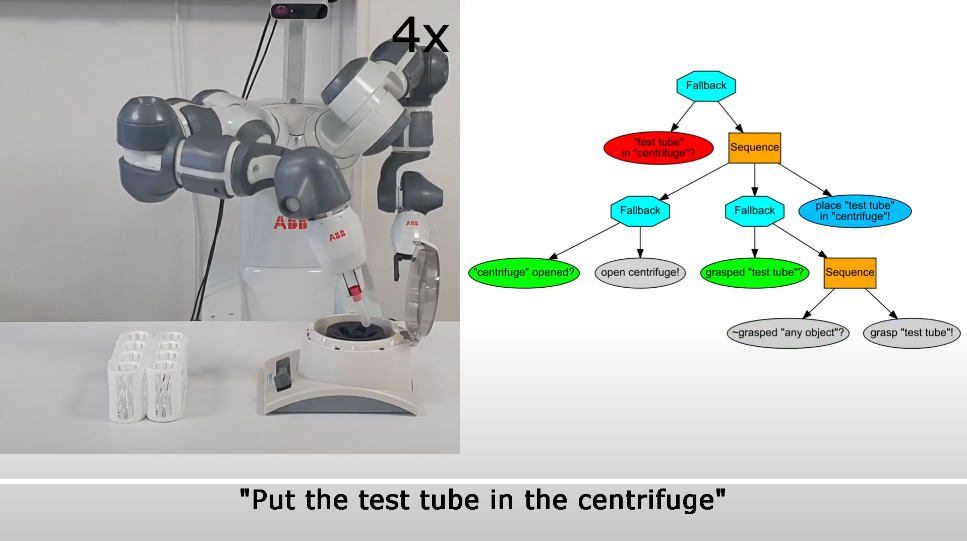 4x
ABB
ABB
ABB
Fallback
"test tube"
in "centrifuge"?
Sequence
Fallback
Fallback
place "test tube"
in "centrifuge"!
"centrifuge" opened?
open centrifuge!
grasped "test tube"?
Sequence
~grasped "any object"?
grasp "test tube"!
"Put the test tube in the centrifuge"